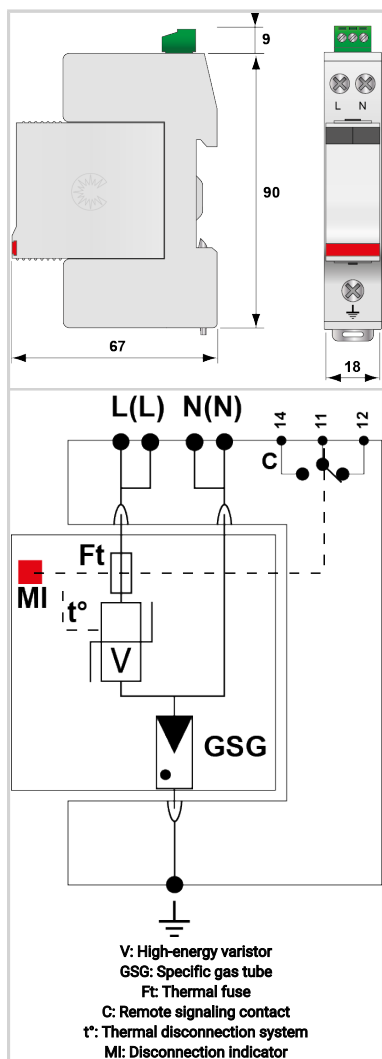 9
L N
90
67
18
L(L) N(N)
14 11 12
C
Ft
MI
t°
V
GSG
V: High-energy varistor
GSG: Specific gas tube
Ft: Thermal fuse
C: Remote signaling contact
t°: Thermal disconnection system
MI: Disconnection indicator